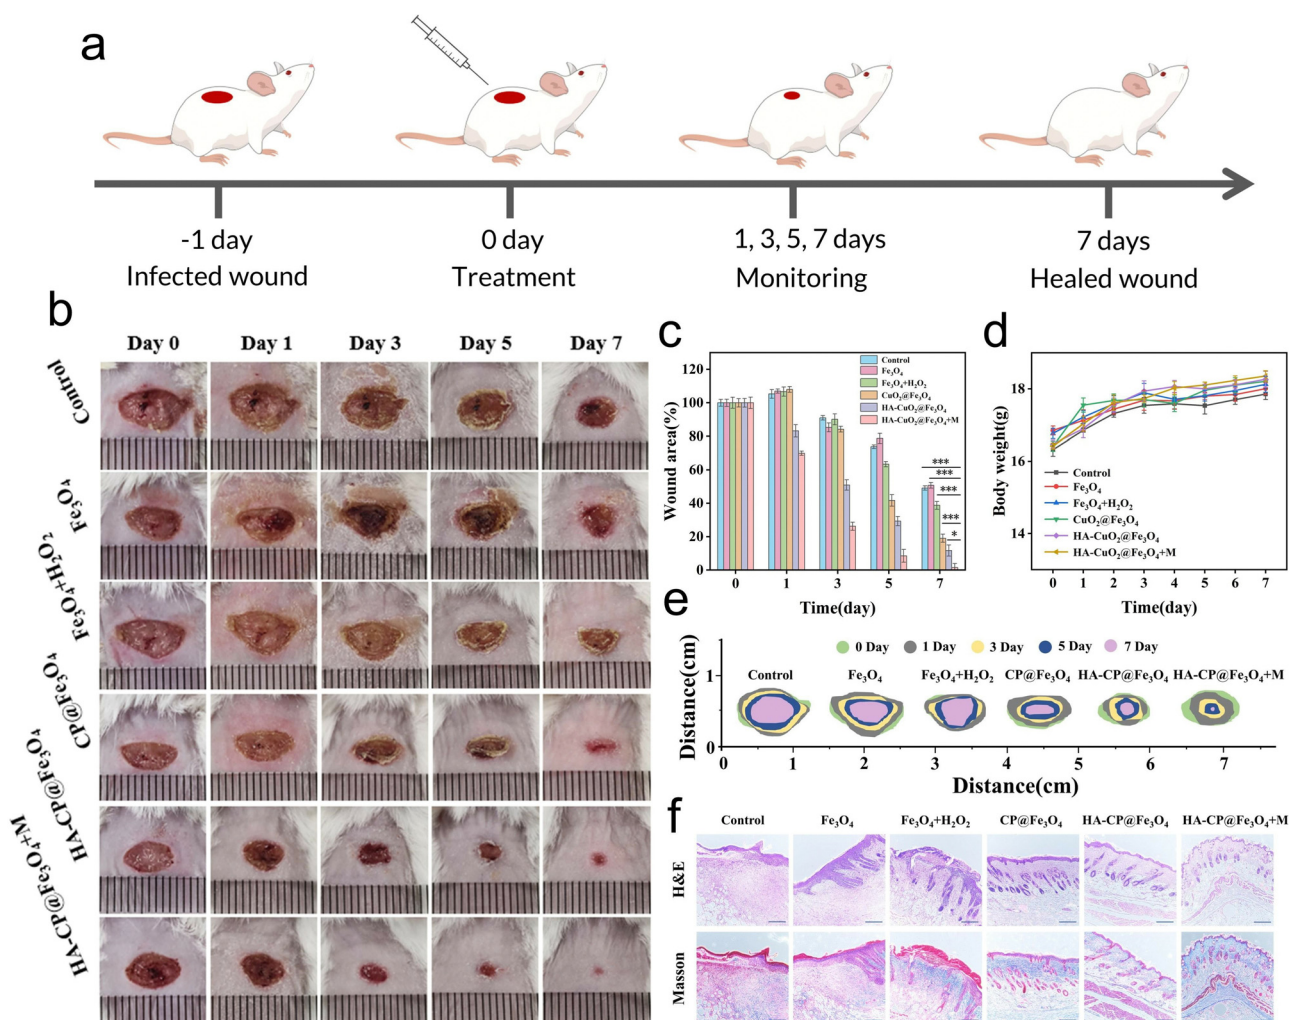 a
-1 day
0 day
1, 3, 5, 7 days
7 days
Infected wound
Treatment
Monitoring
Healed wound
b
Day 0
Day 1
Day 3
Day 5
Day 7
Control
Fe₃O₄
Fe₃O₄+H₂O₂
CP@Fe₃O₄
HA-CP@Fe₃O₄
HA-CP@Fe₃O₄+M
c
Wound area(%)
120
100
80
60
40
20
0
Control
Fe₃O₄
Fe₃O₄+H₂O₂
CuO₂@Fe₃O₄
HA-CuO₂@Fe₃O₄
HA-CuO₂@Fe₃O₄+M
***
***
***
***
*
0 1 3 5 7
Time(day)
d
Body weight(g)
18
16
14
Control
Fe₃O₄
Fe₃O₄+H₂O₂
CuO₂@Fe₃O₄
HA-CuO₂@Fe₃O₄
HA-CuO₂@Fe₃O₄+M
0 1 2 3 4 5 6 7
Time(day)
e
0 Day 1 Day 3 Day 5 Day 7 Day
Distance(cm)
1
0
Control Fe₃O₄ Fe₃O₄+H₂O₂ CP@Fe₃O₄ HA-CP@Fe₃O₄ HA-CP@Fe₃O₄+M
0 1 2 3 4 5 6 7
Distance(cm)
f
Control Fe₃O₄ Fe₃O₄+H₂O₂ CP@Fe₃O₄ HA-CP@Fe₃O₄ HA-CP@Fe₃O₄+M
H&E
Masson